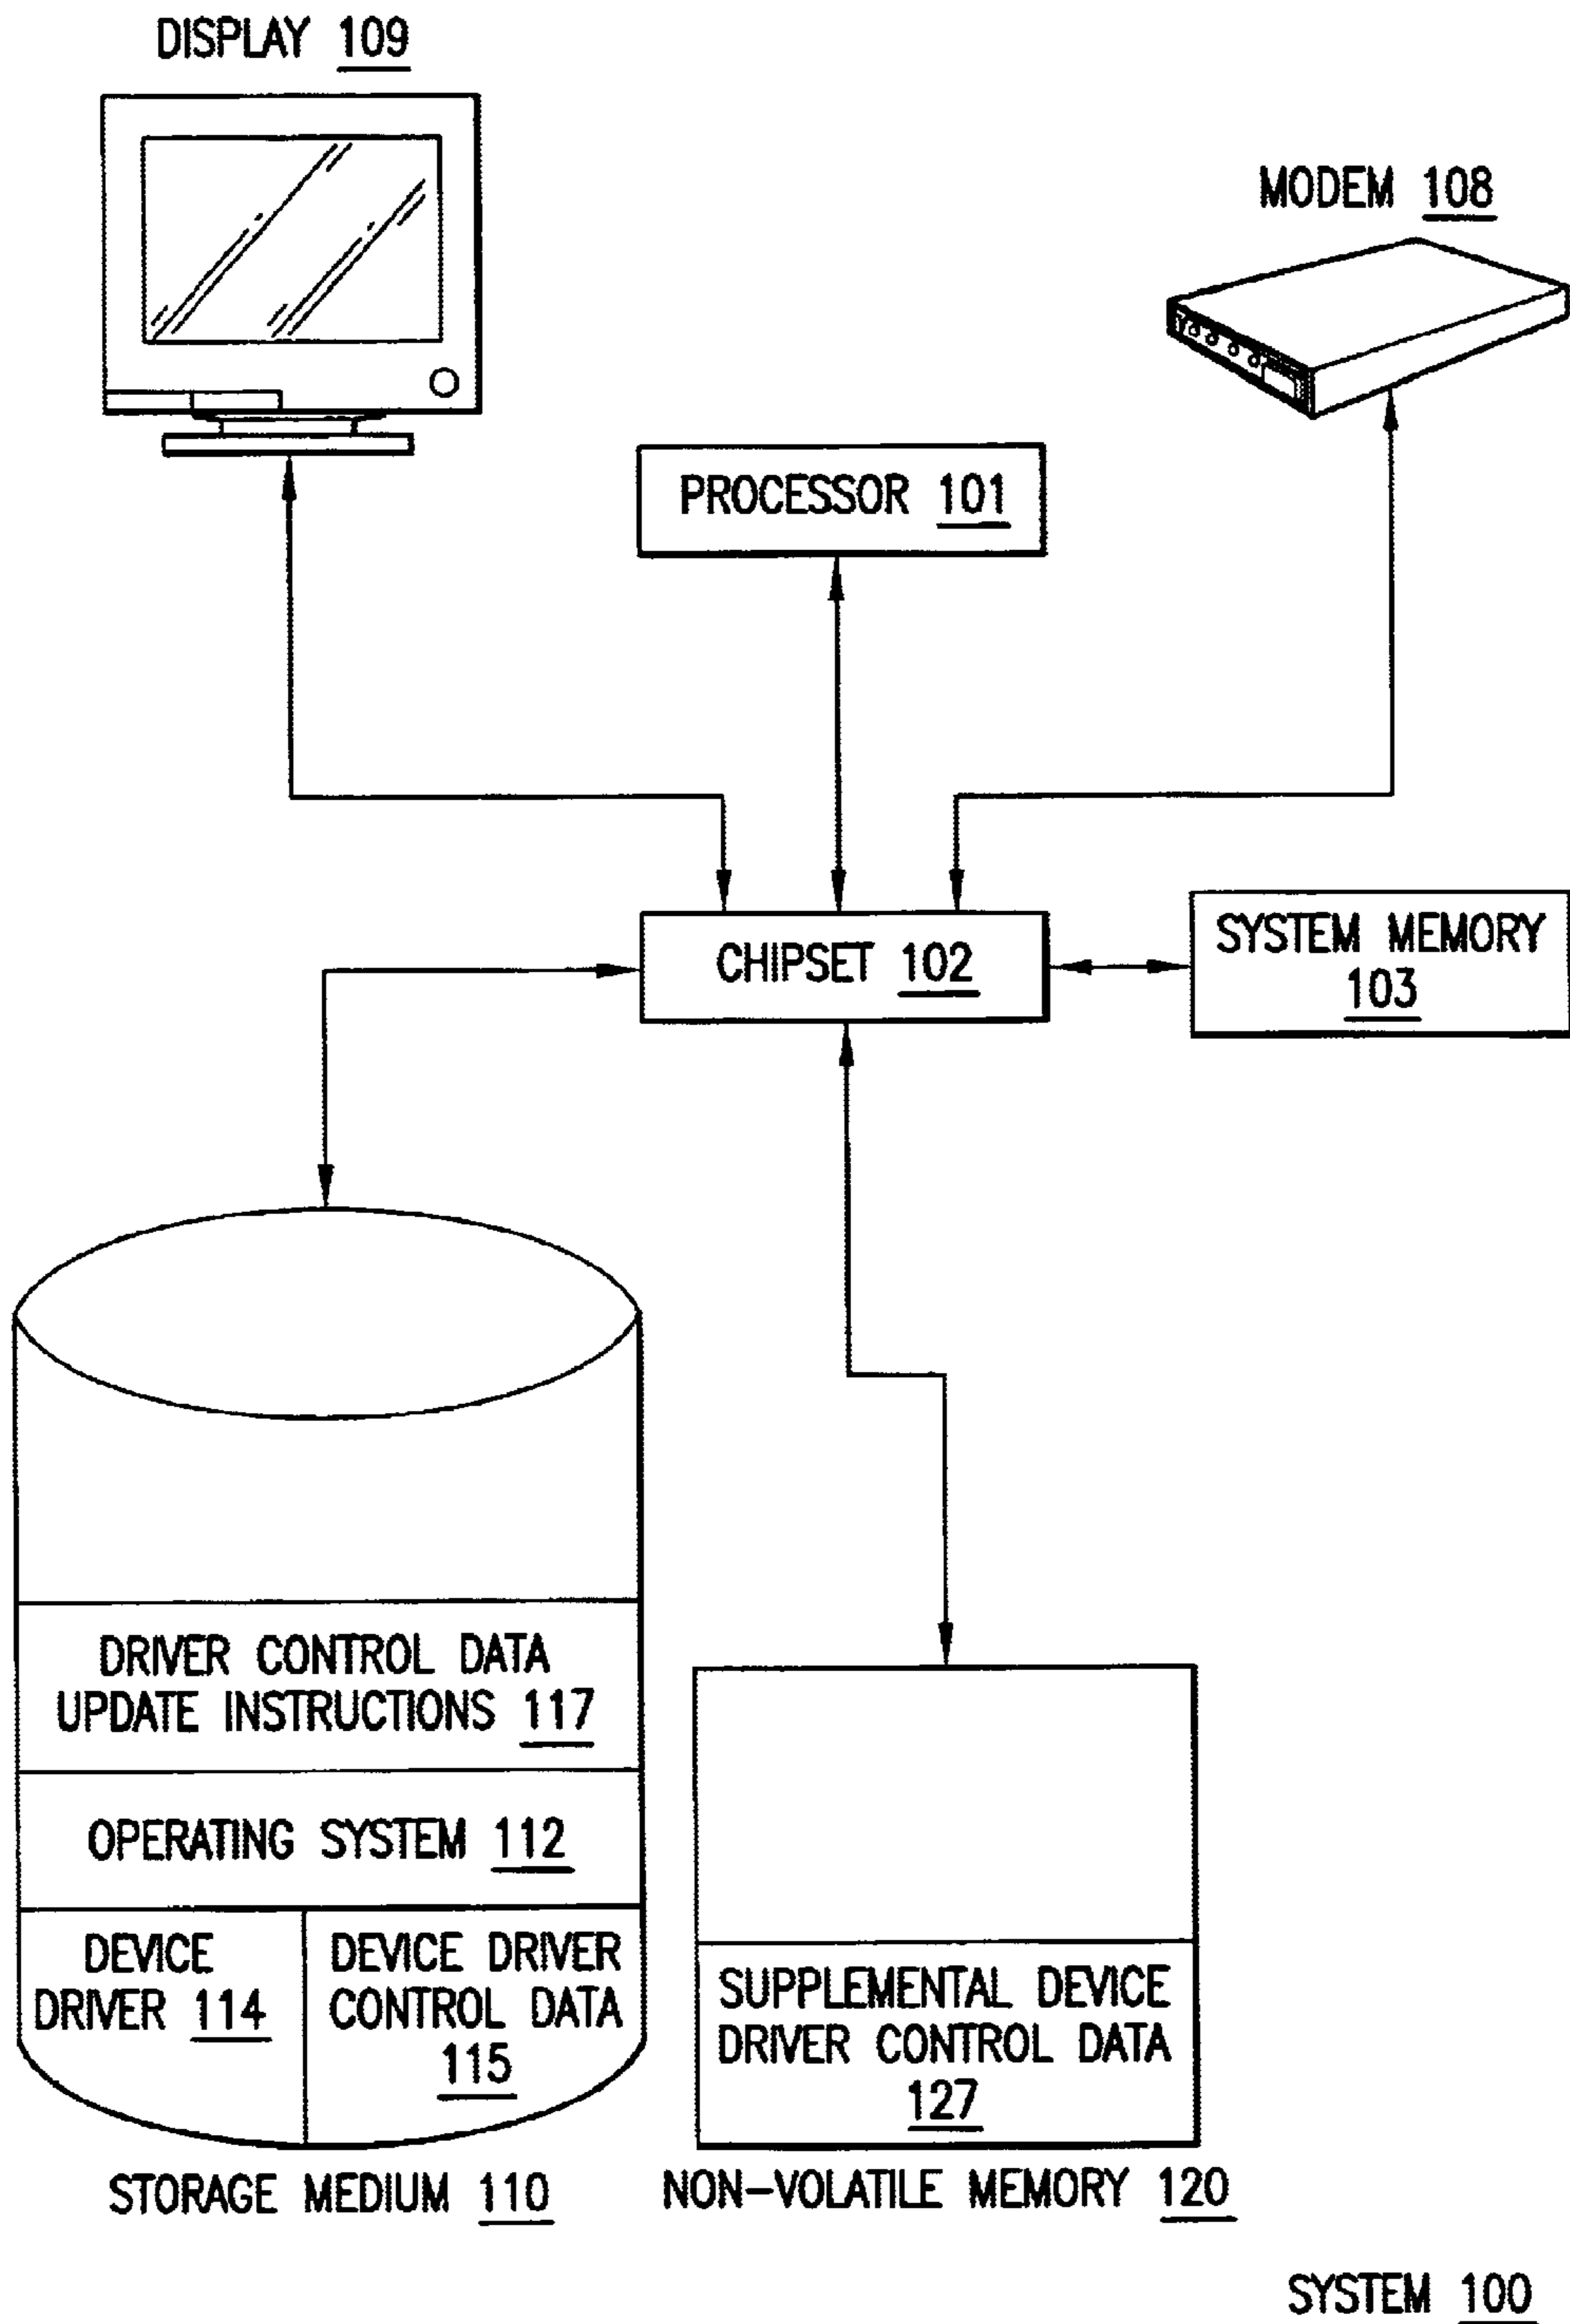 DISPLAY 109
MODEM 108
PROCESSOR 101
CHIPSET 102
SYSTEM MEMORY
103
DRIVER CONTROL DATA
UPDATE INSTRUCTIONS 117
OPERATING SYSTEM 112
DEVICE
DRIVER 114
DEVICE DRIVER
CONTROL DATA
115
SUPPLEMENTAL DEVICE
DRIVER CONTROL DATA
127
STORAGE MEDIUM 110
NON-VOLATILE MEMORY 120
SYSTEM 100